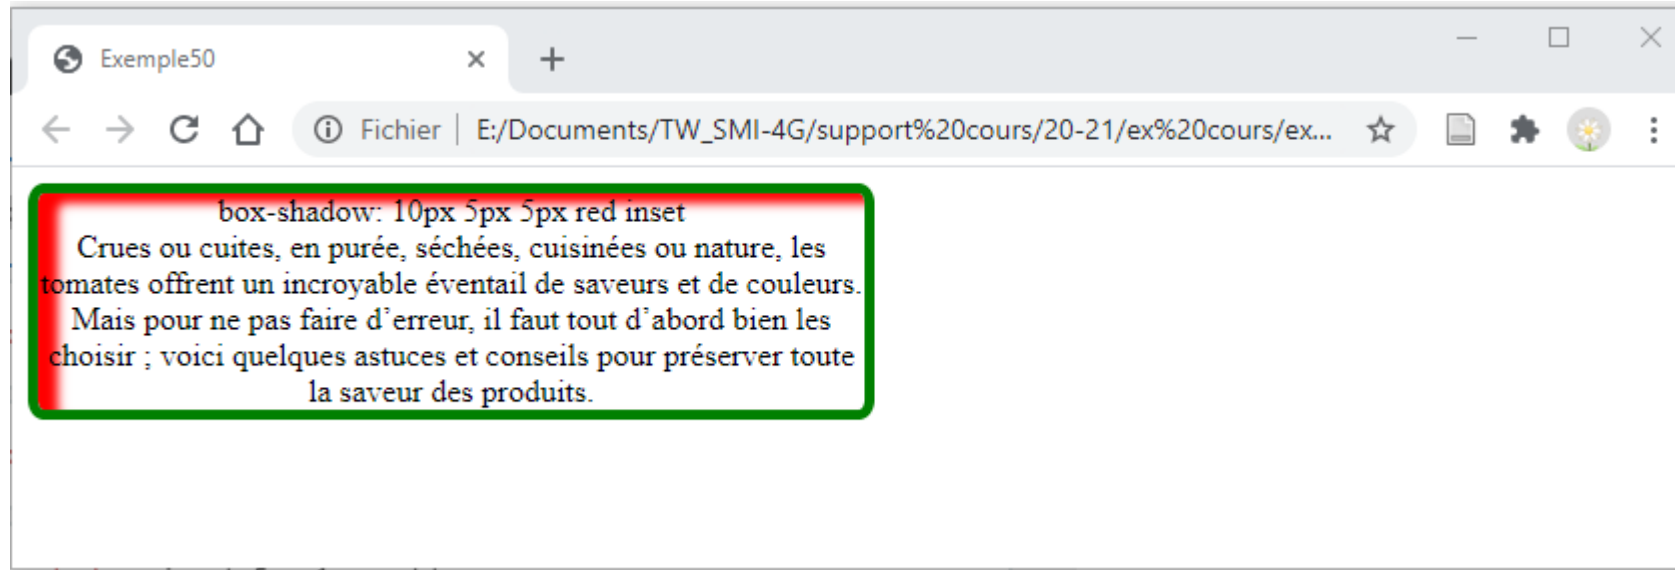 Exemple50
Fichier | E:/Documents/TW_SMI-4G/support%20cours/20-21/ex%20cours/ex...
box-shadow: 10px 5px 5px red inset
Crues ou cuites, en purée, séchées, cuisinées ou nature, les
tomates offrent un incroyable éventail de saveurs et de couleurs.
Mais pour ne pas faire d’erreur, il faut tout d’abord bien les
choisir ; voici quelques astuces et conseils pour préserver toute
la saveur des produits.